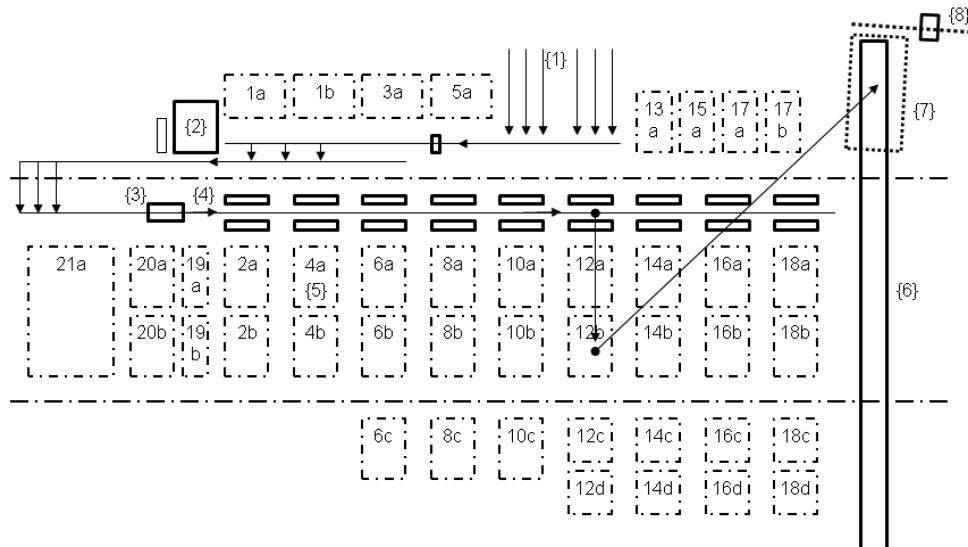 {8}
{1}
1a 1b 3a 5a
13 15 17 17
a a a b
{2}
{7}
{3} {4}
21a 20a 19 2a 4a 6a 8a 10a 12a 14a 16a 18a
a
{5}
{6}
20b 19 2b 4b 6b 8b 10b 12b 14b 16b 18b
b
6c 8c 10c 12c 14c 16c 18c
12d 14d 16d 18d